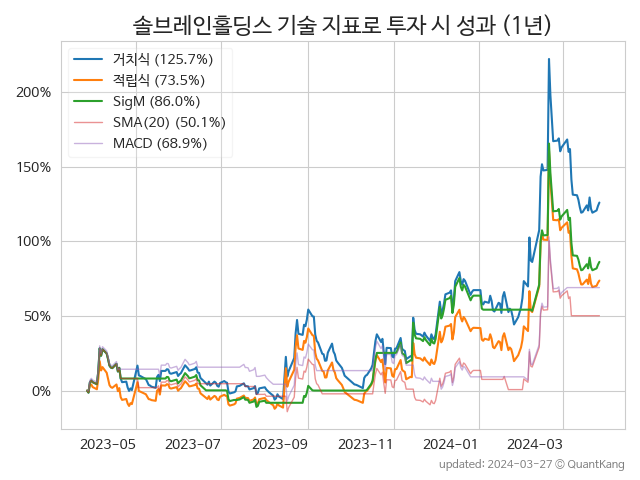 솔브레인홀딩스 기술 지표로 투자 시 성과 (1년)
거치식 (125.7%)
적립식 (73.5%)
SigM (86.0%)
SMA(20) (50.1%)
MACD (68.9%)
200%
150%
100%
50%
0%
2023-05 2023-07 2023-09 2023-11 2024-01 2024-03
updated: 2024-03-27 © QuantKang